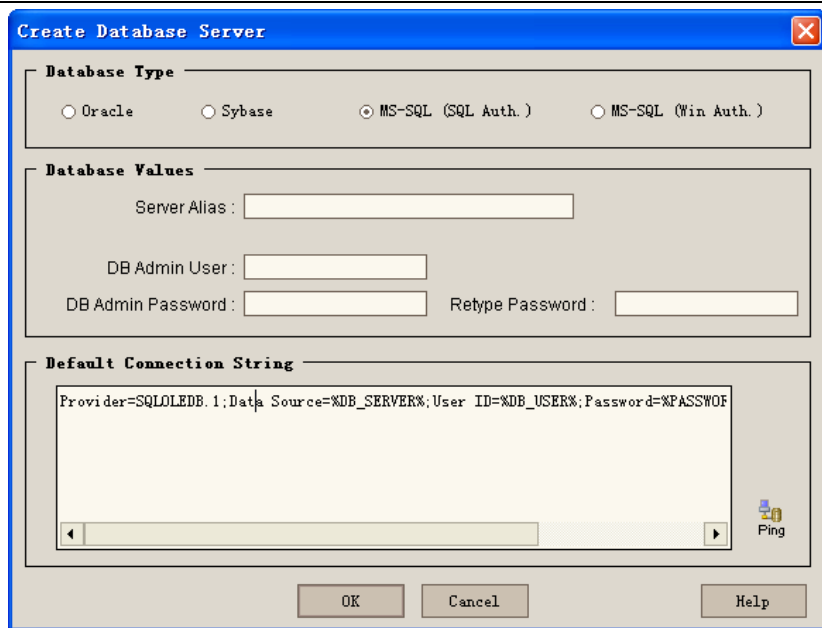 Create Database Server
Database Type
Oracle Sybase MS-SQL (SQL Auth.) MS-SQL (Win Auth.)
Database Values
Server Alias :
DB Admin User :
DB Admin Password : Retype Password :
Default Connection String
Provider=SQLOLEDB.1;Data Source=%DB_SERVER%;User ID=%DB_USER%;Password=%PASSWOR
Ping
OK Cancel Help